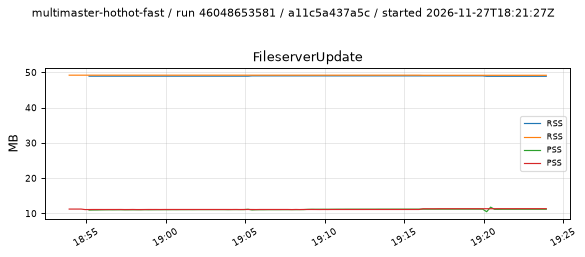 multimaster-hothot-fast / run 46048653581 / a11c5a437a5c / started 2026-11-27T18:21:27Z
FileserverUpdate
50
40
30
20
10
MB
RSS
RSS
PSS
PSS
18:55
19:00
19:05
19:10
19:15
19:20
19:25